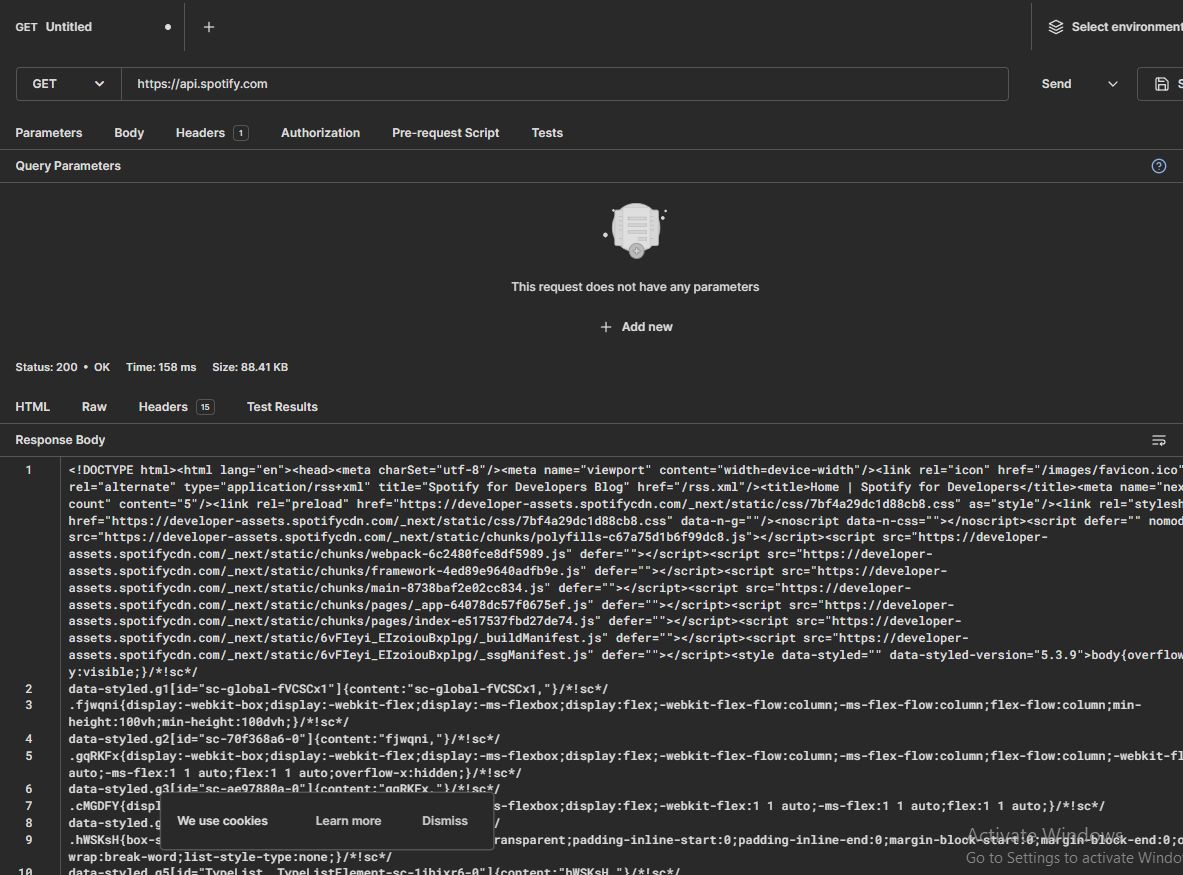 GET Untitled
Select environment
GET https://api.spotify.com Send
Parameters Body Headers 1 Authorization Pre-request Script Tests
Query Parameters
This request does not have any parameters
Add new
Status: 200 • OK Time: 158 ms Size: 88.41 KB
HTML Raw Headers 15 Test Results
Response Body
1 <!DOCTYPE html><html lang="en"><head><meta charSet="utf-8"/><meta name="viewport" content="width=device-width"/><link rel="icon" href="/images/favicon.ico"
rel="alternate" type="application/rss+xml" title="Spotify for Developers Blog" href="/rss.xml"/><title>Home | Spotify for Developers</title><meta name="nex
count" content="5"/><link rel="preload" href="https://developer-assets.spotifycdn.com/_next/static/css/7bf4a29dc1d88cb8.css" as="style"/><link rel="stylesh
href="https://developer-assets.spotifycdn.com/_next/static/css/7bf4a29dc1d88cb8.css" data-n-g=""/><noscript data-n-css=""></noscript><script defer="" nomod
src="https://developer-assets.spotifycdn.com/_next/static/chunks/polyfills-c67a75d1b6f99dc8.js"></script><script src="https://developer-
assets.spotifycdn.com/_next/static/chunks/webpack-6c2480fce8df5989.js" defer=""></script><script src="https://developer-
assets.spotifycdn.com/_next/static/chunks/framework-4ed89e9640adfb9e.js" defer=""></script><script src="https://developer-
assets.spotifycdn.com/_next/static/chunks/main-8738baf2e02cc834.js" defer=""></script><script src="https://developer-
assets.spotifycdn.com/_next/static/chunks/pages/_app-64078dc57f0675ef.js" defer=""></script><script src="https://developer-
assets.spotifycdn.com/_next/static/chunks/pages/index-e517537fbd27de74.js" defer=""></script><script src="https://developer-
assets.spotifycdn.com/_next/static/6vFIeyi_EIzoiouBxplpg/_buildManifest.js" defer=""></script><script src="https://developer-
assets.spotifycdn.com/_next/static/6vFIeyi_EIzoiouBxplpg/_ssgManifest.js" defer=""></script><style data-styled="" data-styled-version="5.3.9">body{overflow
y:visible;}/*!sc*/
2 data-styled.g1[id="sc-global-fVCSCx1"]{content:"sc-global-fVCSCx1,"}/*!sc*/
3 .fjwqni{display:-webkit-box;display:-webkit-flex;display:-ms-flexbox;display:flex;-webkit-flex-flow:column;-ms-flex-flow:column;flex-flow:column;min-
height:100vh;min-height:100dvh;}/*!sc*/
4 data-styled.g2[id="sc-70f368a6-0"]{content:"fjwqni,"}/*!sc*/
5 .gqRKFx{display:-webkit-box;display:-webkit-flex;display:-ms-flexbox;display:flex;-webkit-flex-flow:column;-ms-flex-flow:column;flex-flow:column;-webkit-fl
auto;-ms-flex:1 1 auto;flex:1 1 auto;overflow-x:hidden;}/*!sc*/
6 data-styled.g3[id="sc-ae97880a-0"]{content:"gqRKFx,"}/*!sc*/
7 .cMGDFY{displ s-flexbox;display:flex;-webkit-flex:1 1 auto;-ms-flex:1 1 auto;flex:1 1 auto;}/*!sc*/
8 data-styled.g /
9 .hWSKsH{box-s ransparent;padding-inline-start:0;padding-inline-end:0;margin-block-start:0;margin-block-end:0;o
wrap:break-word;list-style-type:none;}/*!sc*/
10 data-styled.g5[id="TypeList__TypeListElement-sc-1jhixr6-0"]{content:"hWSKsH,"}/*!sc*/
We use cookies Learn more Dismiss
Activate Windows
Go to Settings to activate Windo